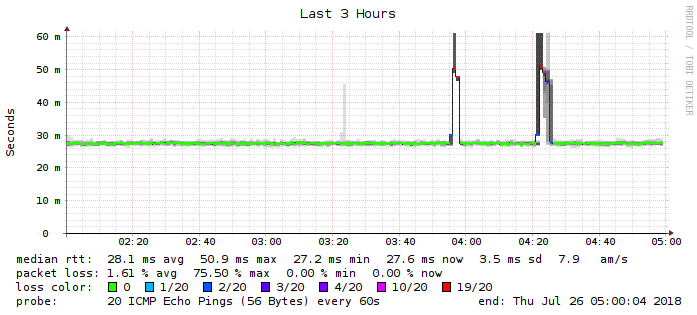 Last 3 Hours
RRDTOOL / TOBI OETIKER
Seconds
60 m
50 m
40 m
30 m
20 m
10 m
0
02:20 02:40 03:00 03:20 03:40 04:00 04:20 04:40 05:00
median rtt: 28.1 ms avg 50.9 ms max 27.2 ms min 27.6 ms now 3.5 ms sd 7.9 am/s
packet loss: 1.61 % avg 75.50 % max 0.00 % min 0.00 % now
loss color: 0 1/20 2/20 3/20 4/20 10/20 19/20
probe: 20 ICMP Echo Pings (56 Bytes) every 60s end: Thu Jul 26 05:00:04 2018